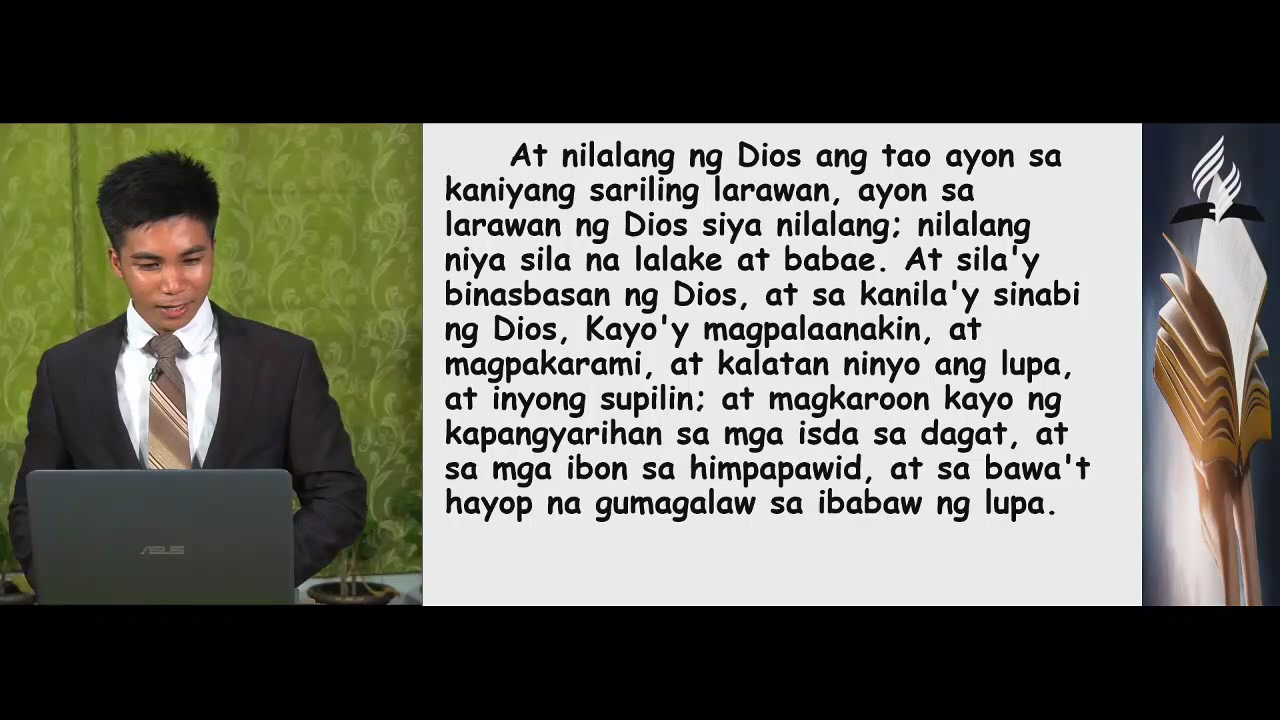 At nilalang ng Dios ang tao ayon sa
kaniyang sariling larawan, ayon sa
larawan ng Dios siya nilalang; nilalang
niya sila na lalake at babae. At sila'y
binasbasan ng Dios, at sa kanila'y sinabi
ng Dios, Kayo'y magpalaanakin, at
magpakarami, at kalatan ninyo ang lupa,
at inyong supilin; at magkaroon kayo ng
kapangyarihan sa mga isda sa dagat, at
sa mga ibon sa himpapawid, at sa bawa't
hayop na gumagalaw sa ibabaw ng lupa.
ASUS